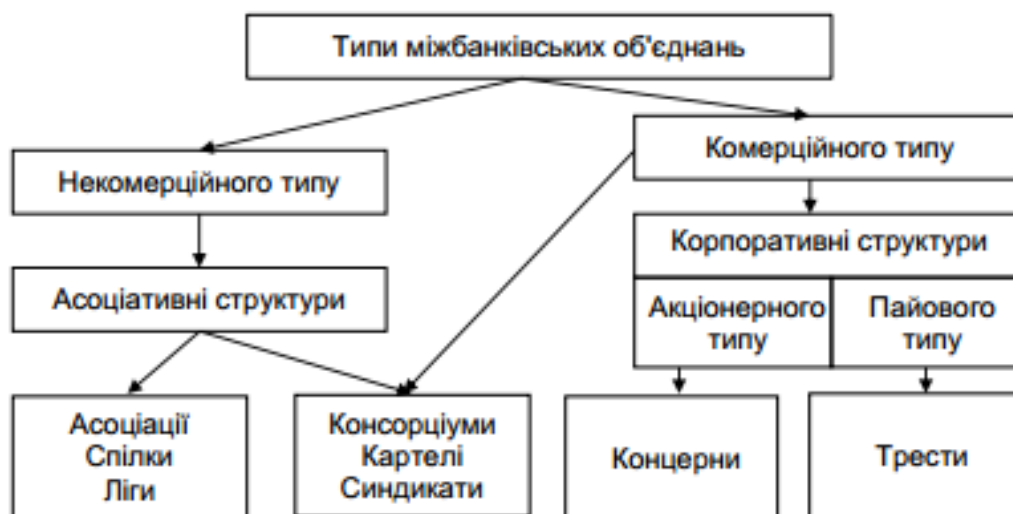 Типи міжбанківських об'єднань
Некомерційного типу
Комерційного типу
Асоціативні структури
Корпоративні структури
Акціонерного
типу
Пайового
типу
Асоціації
Спілки
Ліги
Консорціуми
Картелі
Синдикати
Концерни
Трести